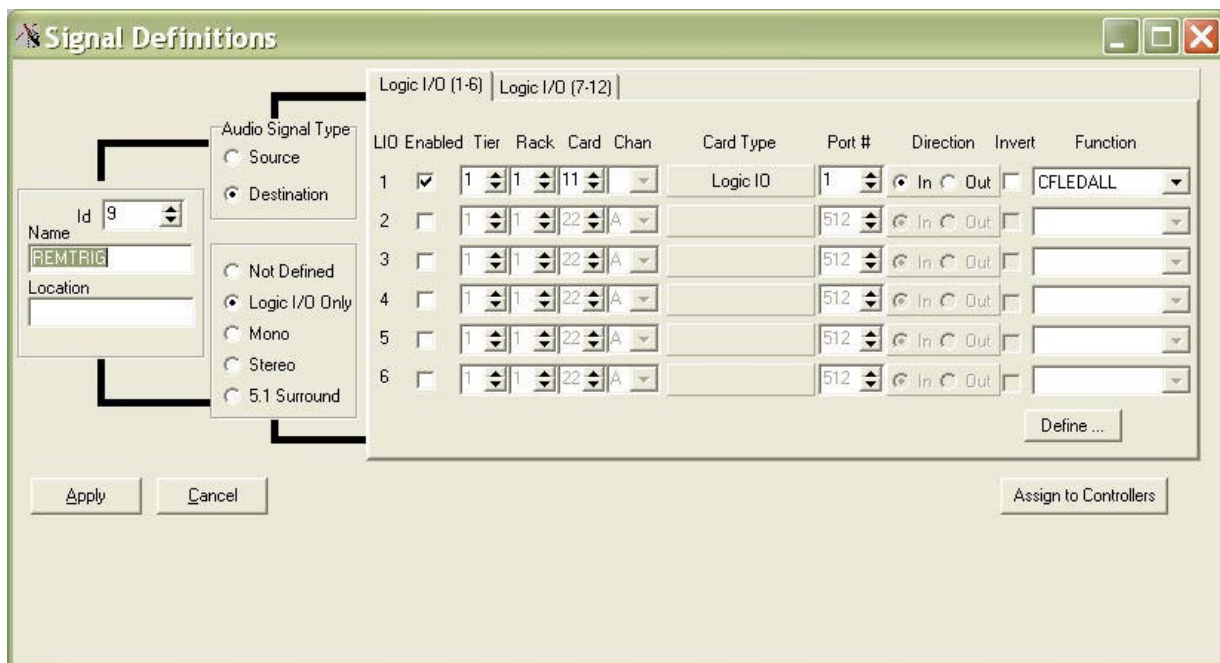 Signal Definitions
Logic I/O (1-6) Logic I/O (7-12)
Audio Signal Type
Source
Destination
Id 9
Name
REMTRIG
Location
Not Defined
Logic I/O Only
Mono
Stereo
5.1 Surround
LIO Enabled Tier Rack Card Chan Card Type Port # Direction Invert Function
1 1 1 11 Logic IO 1 In Out CFLEDALL
2 1 1 22 A 512 In Out
3 1 1 22 A 512 In Out
4 1 1 22 A 512 In Out
5 1 1 22 A 512 In Out
6 1 1 22 A 512 In Out
Define ...
Apply Cancel Assign to Controllers